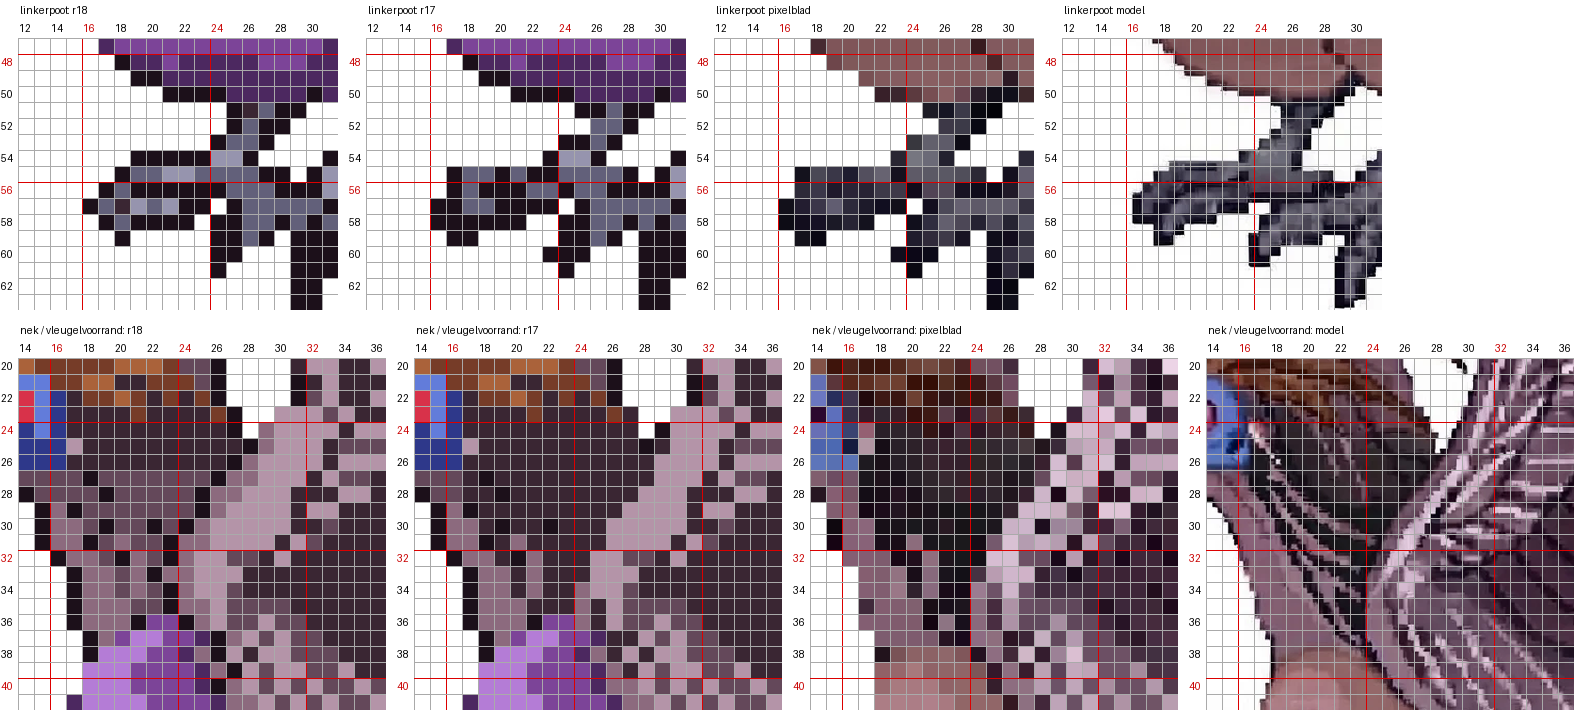 linkerpoot r18 linkerpoot r17 linkerpoot pixelblad linkerpoot model
12 14 16 18 20 22 24 26 28 30 12 14 16 18 20 22 24 26 28 30 12 14 16 18 20 22 24 26 28 30 12 14 16 18 20 22 24 26 28 30
48 48 48 48
50 50 50 50
52 52 52 52
54 54 54 54
56 56 56 56
58 58 58 58
60 60 60 60
62 62 62 62
nek / vleugelvoorrand: r18 nek / vleugelvoorrand: r17 nek / vleugelvoorrand: pixelblad nek / vleugelvoorrand: model
14 16 18 20 22 24 26 28 30 32 34 36 14 16 18 20 22 24 26 28 30 32 34 36 14 16 18 20 22 24 26 28 30 32 34 36 14 16 18 20 22 24 26 28 30 32 34 36
20 20 20 20
22 22 22 22
24 24 24 24
26 26 26 26
28 28 28 28
30 30 30 30
32 32 32 32
34 34 34 34
36 36 36 36
38 38 38 38
40 40 40 40